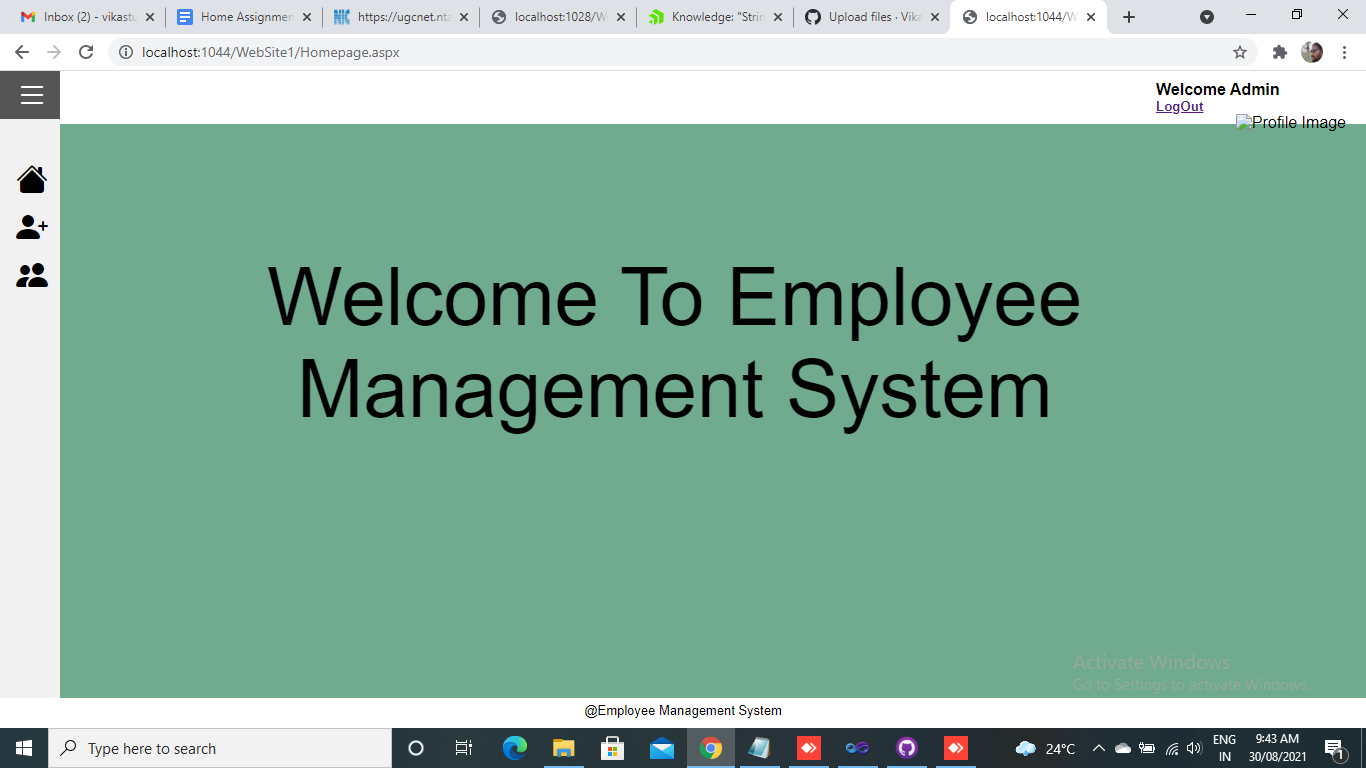 Inbox (2) - vikastu
Home Assignmen
https://ugcnet.nta
localhost:1028/We
Knowledge: "Strin
Upload files · Vika
localhost:1044/W
localhost:1044/WebSite1/Homepage.aspx
Welcome Admin
LogOut
Profile Image
Welcome To Employee
Management System
Activate Windows
Go to Settings to activate Windows.
@Employee Management System
Type here to search
24°C
ENG
IN
9:43 AM
30/08/2021
1